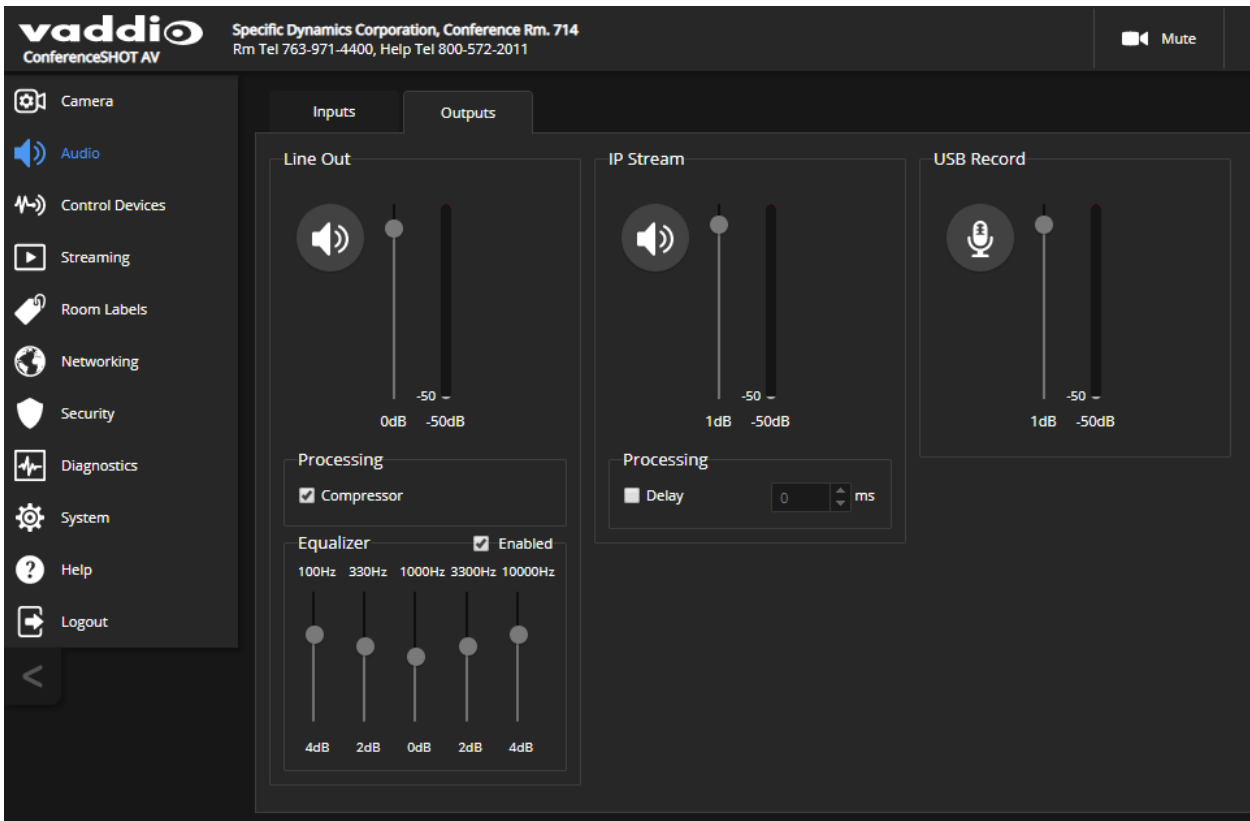 vaddio
ConferenceSHOT AV
Specific Dynamics Corporation, Conference Rm. 714
Rm Tel 763-971-4400, Help Tel 800-572-2011
Mute
Camera
Audio
Control Devices
Streaming
Room Labels
Networking
Security
Diagnostics
System
Help
Logout
<
Inputs Outputs
Line Out
-50
0dB -50dB
Processing
Compressor
Equalizer Enabled
100Hz 330Hz 1000Hz 3300Hz 10000Hz
4dB 2dB 0dB 2dB 4dB
IP Stream
-50
1dB -50dB
Processing
Delay 0 ms
USB Record
-50
1dB -50dB